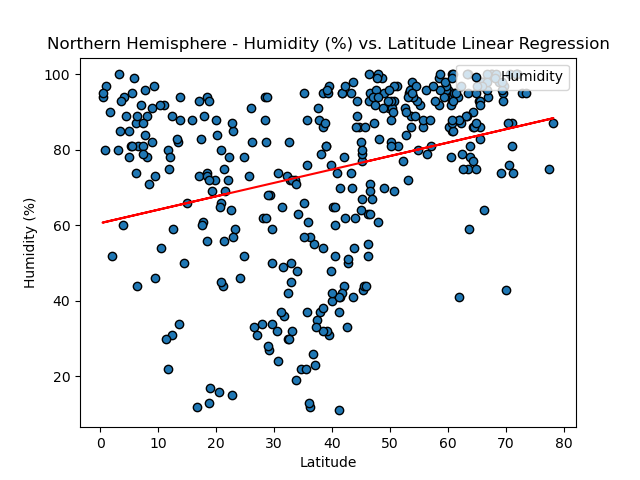 Northern Hemisphere - Humidity (%) vs. Latitude Linear Regression
Humidity
Humidity (%)
100
80
60
40
20
0 10 20 30 40 50 60 70 80
Latitude